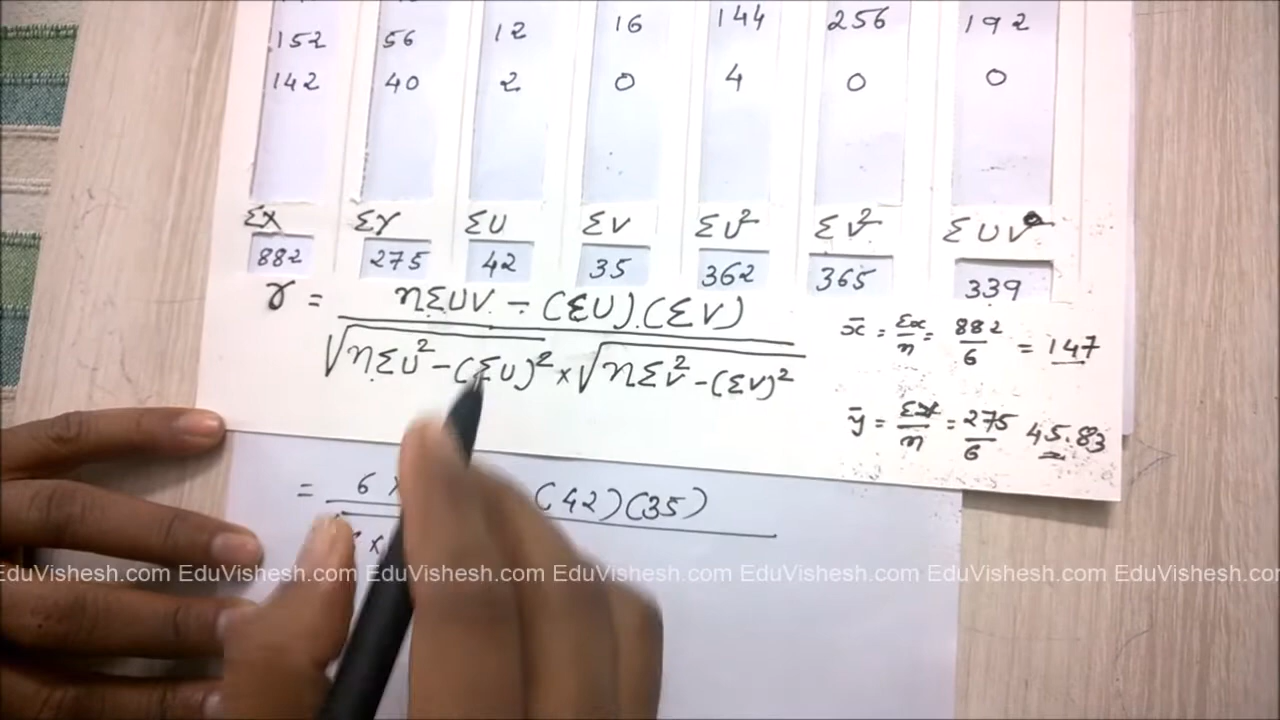 152 56 12 16 144 256 192
142 40 2 0 4 0 0
Σx Σy ΣU ΣV ΣU² ΣV² ΣUV
882 275 42 35 362 365 339
r = nΣUV - (ΣU).(ΣV)
√nΣU² - (ΣU)² × √nΣV² - (ΣV)²
x̄ = Σx/n = 882/6 = 147
ȳ = Σy/n = 275/6 45.83
= 6 × (42)(35)
×
EduVishesh.com EduVishesh.com EduVishesh.com EduVishesh.com EduVishesh.com EduVishesh.com EduVishesh.com